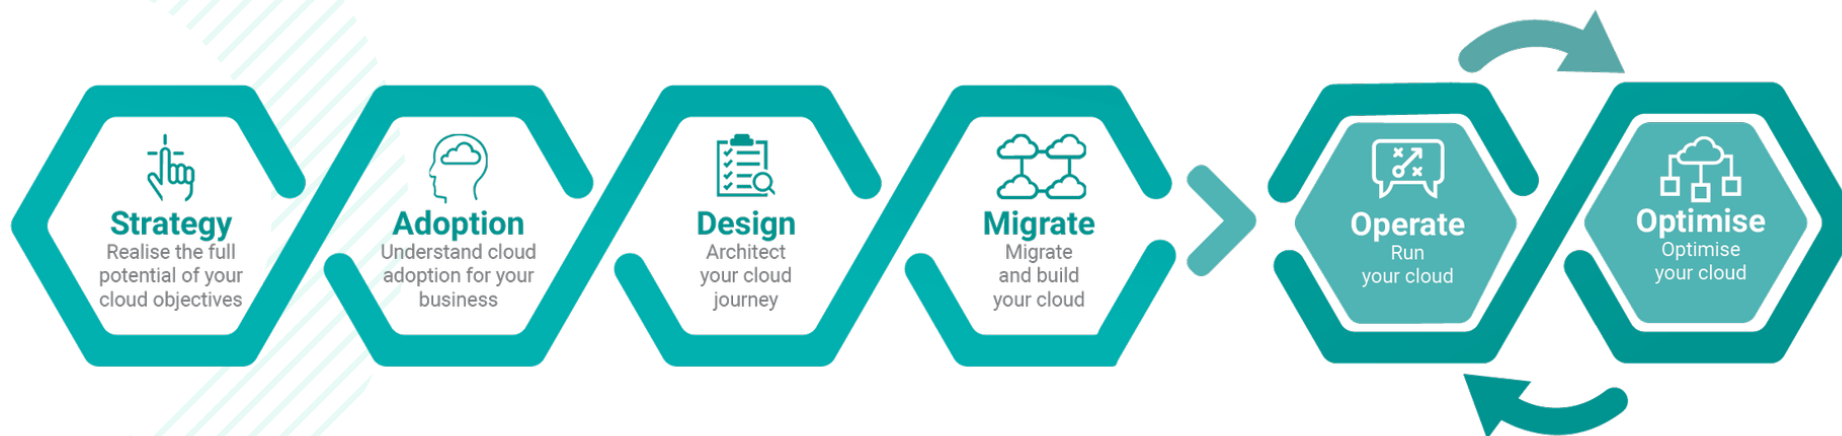 Strategy
Realise the full
potential of your
cloud objectives
Adoption
Understand cloud
adoption for your
business
Design
Architect
your cloud
journey
Migrate
Migrate
and build
your cloud
Operate
Run
your cloud
Optimise
Optimise
your cloud